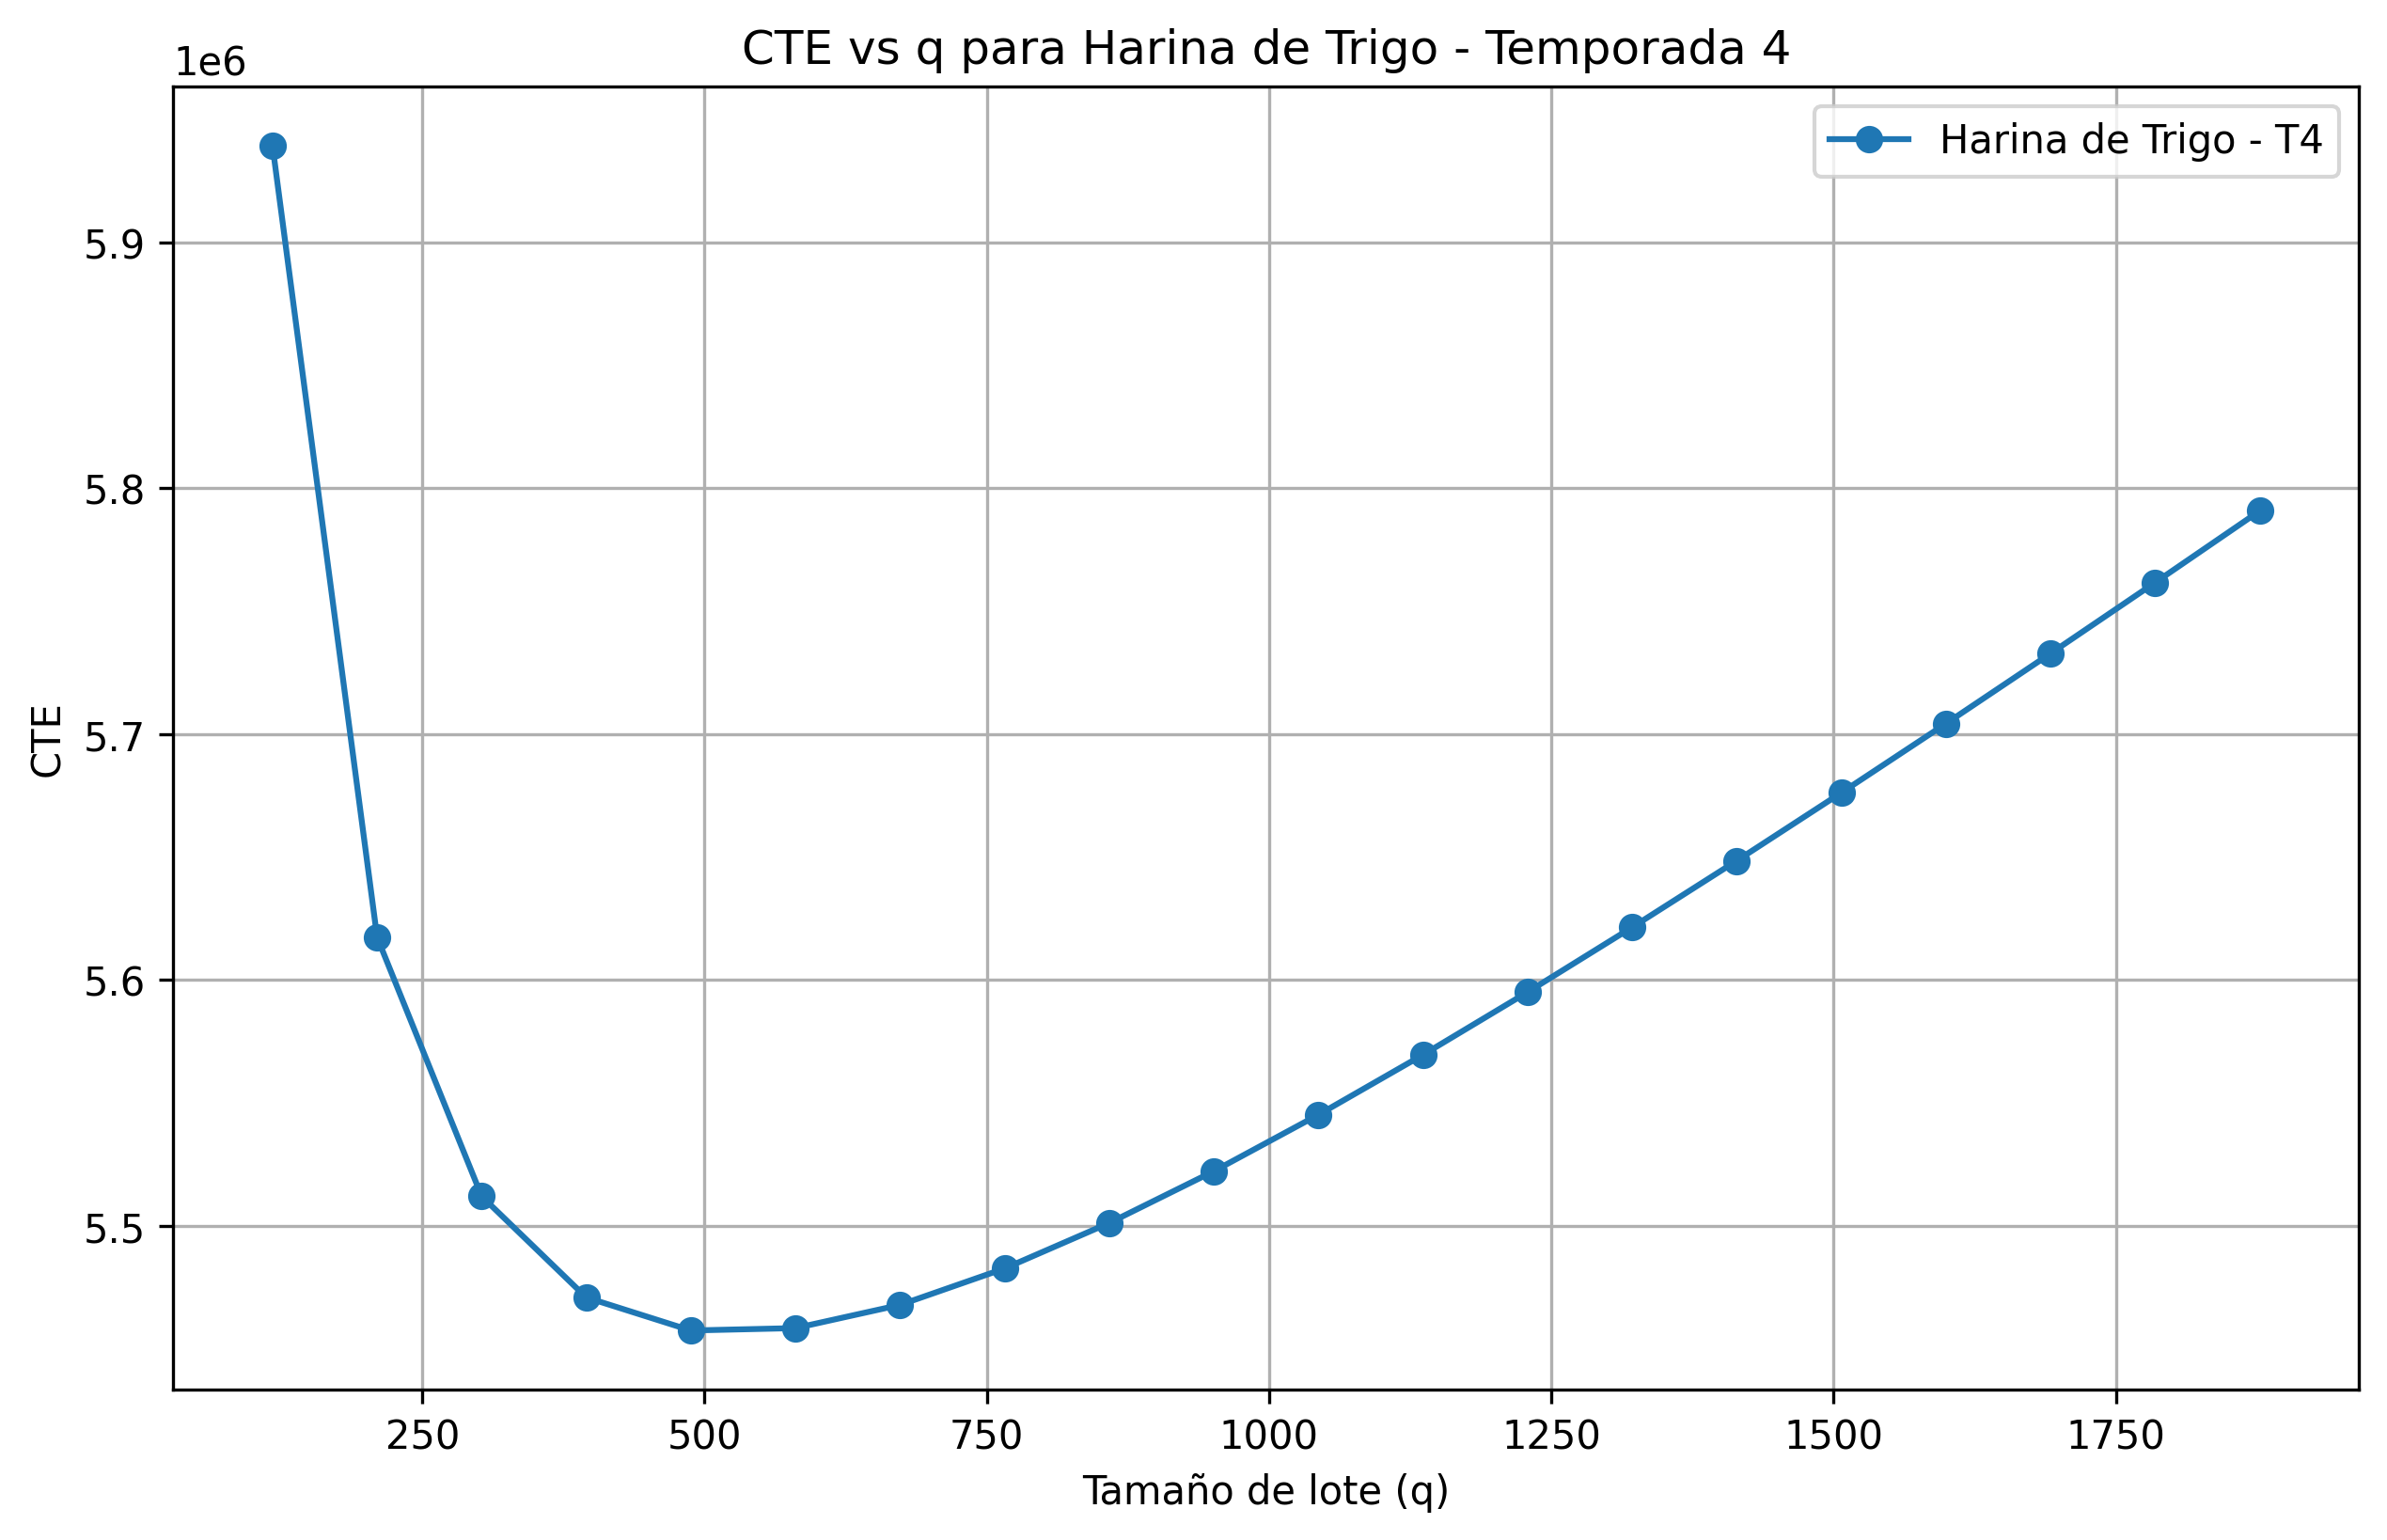 CTE vs q para Harina de Trigo - Temporada 4
1e6
Harina de Trigo - T4
5.9
5.8
5.7
5.6
5.5
CTE
250 500 750 1000 1250 1500 1750
Tamaño de lote (q)